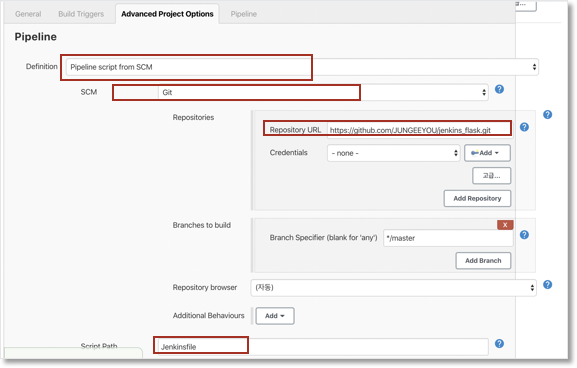 고급...
General Build Triggers Advanced Project Options Pipeline
Pipeline
Definition Pipeline script from SCM
SCM Git ?
Repositories ?
Repository URL https://github.com/JUNGEEYOU/jenkins_flask.git ?
Credentials - none - Add
고급...
Add Repository
Branches to build X
Branch Specifier (blank for 'any') */master ?
Add Branch
Repository browser (자동) ?
Additional Behaviours Add
Script Path Jenkinsfile ?